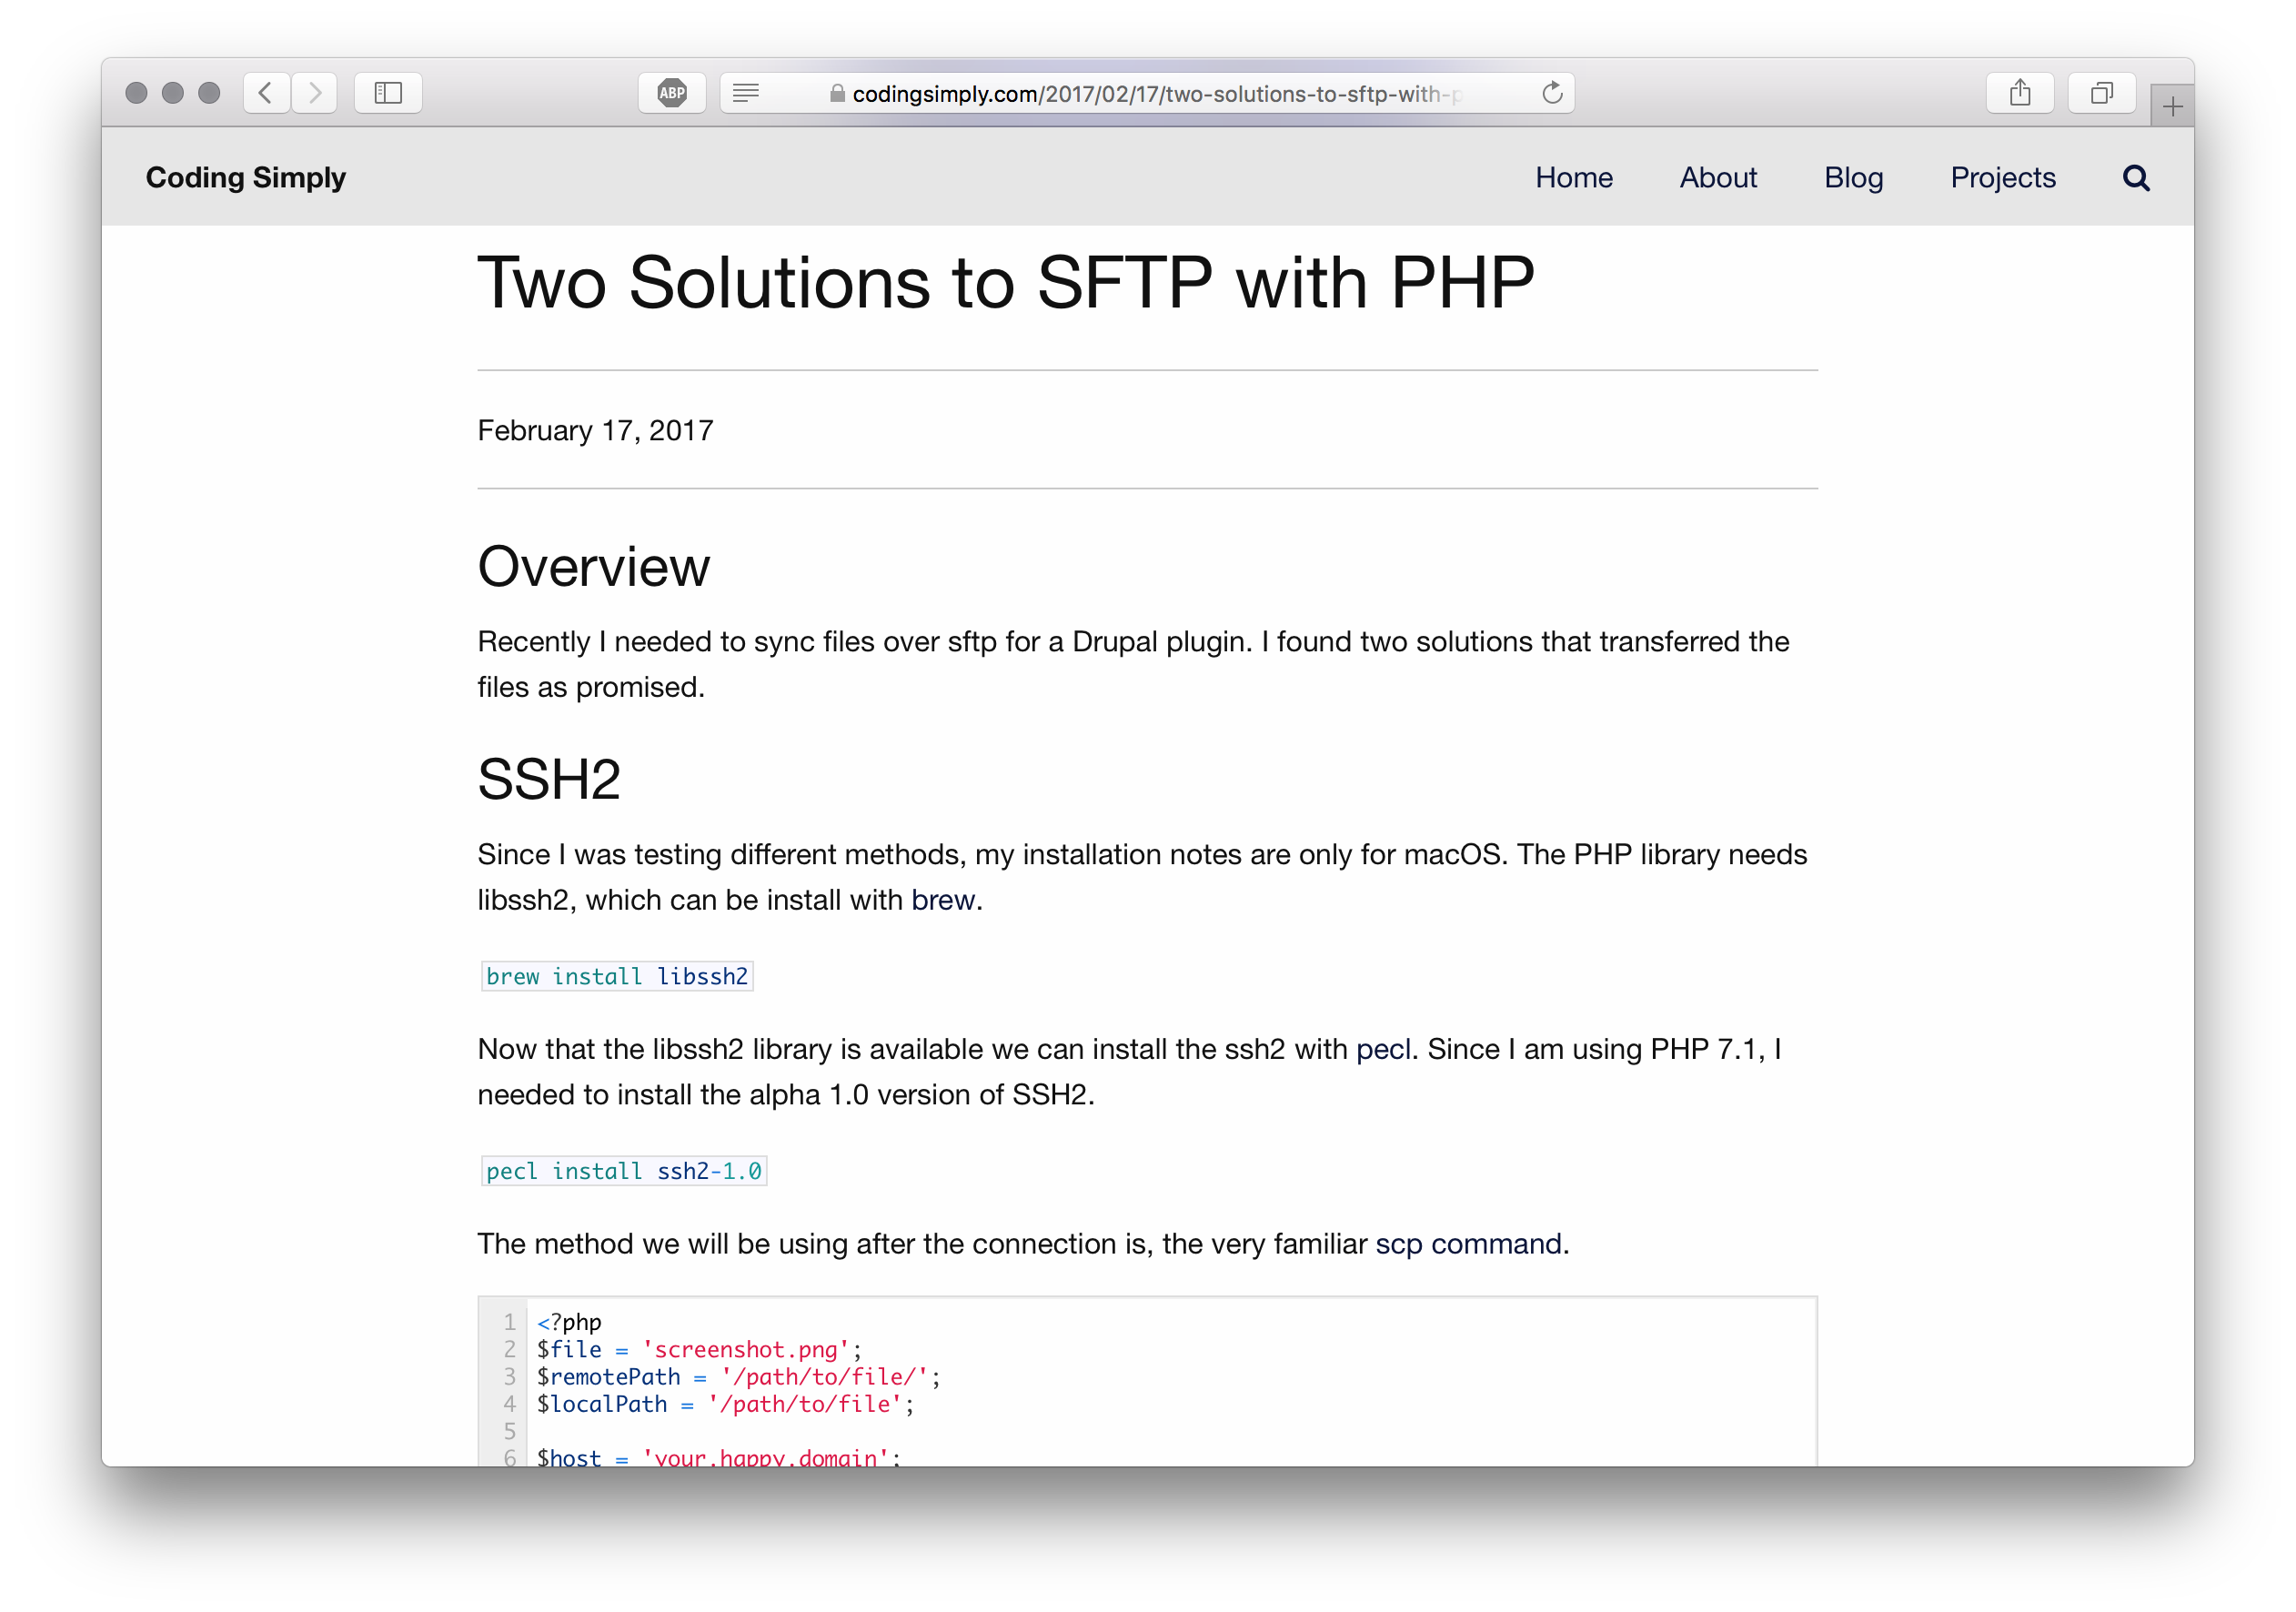 ABP
codingsimply.com/2017/02/17/two-solutions-to-sftp-with-p
Coding Simply
Home About Blog Projects
Two Solutions to SFTP with PHP
February 17, 2017
Overview
Recently I needed to sync files over sftp for a Drupal plugin. I found two solutions that transferred the
files as promised.
SSH2
Since I was testing different methods, my installation notes are only for macOS. The PHP library needs
libssh2, which can be install with brew.
brew install libssh2
Now that the libssh2 library is available we can install the ssh2 with pecl. Since I am using PHP 7.1, I
needed to install the alpha 1.0 version of SSH2.
pecl install ssh2-1.0
The method we will be using after the connection is, the very familiar scp command.
1 <?php
2 $file = 'screenshot.png';
3 $remotePath = '/path/to/file/';
4 $localPath = '/path/to/file';
5
6 $host = 'your.happy.domain';